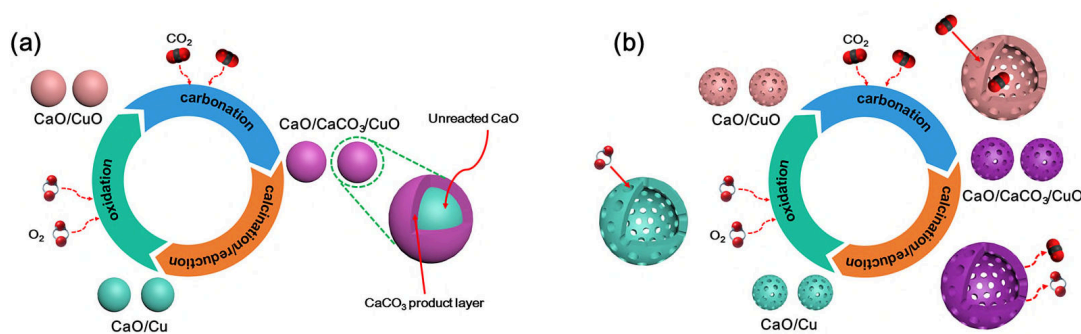 (a)
CO₂
carbonation
CaO/CuO
CaO/CaCO₃/CuO
Unreacted CaO
oxidation
calcination/reduction
O₂
CaO/Cu
CaCO₃ product layer
(b)
CO₂
carbonation
CaO/CuO
CaO/CaCO₃/CuO
oxidation
calcination/reduction
O₂
CaO/Cu